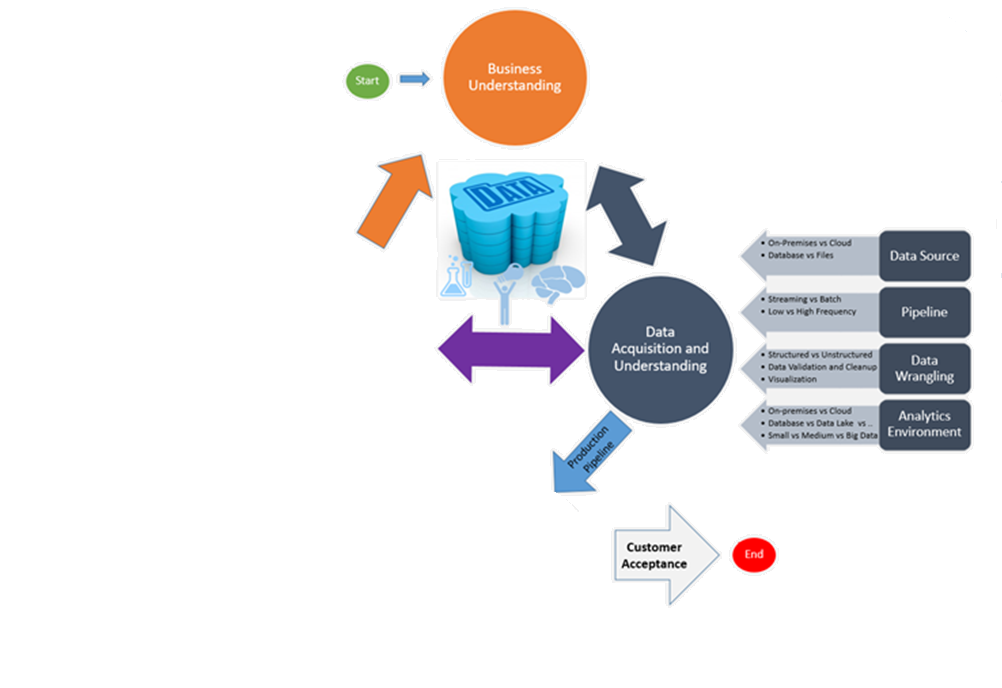 Start
Business
Understanding
DATA
• On-Premises vs Cloud
• Database vs Files
Data Source
• Streaming vs Batch
• Low vs High Frequency
Pipeline
Data
Acquisition and
Understanding
• Structured vs Unstructured
• Data Validation and Cleanup
• Visualization
Data
Wrangling
• On-premises vs Cloud
• Database vs Data Lake vs ..
• Small vs Medium vs Big Data
Analytics
Environment
Production
Pipeline
Customer
Acceptance
End